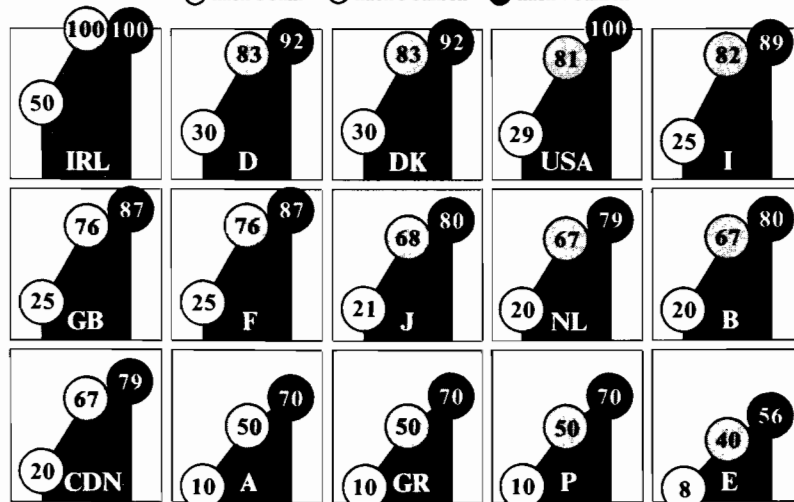 100 100 83 92 83 92 81 100 82 89
50 30 30 29 25
IRL D DK USA I
76 87 76 87 68 80 67 79 67 80
25 25 21 20 20
GB F J NL B
67 79 50 70 50 70 50 70 40 56
20 10 10 10 8
CDN A GR P E